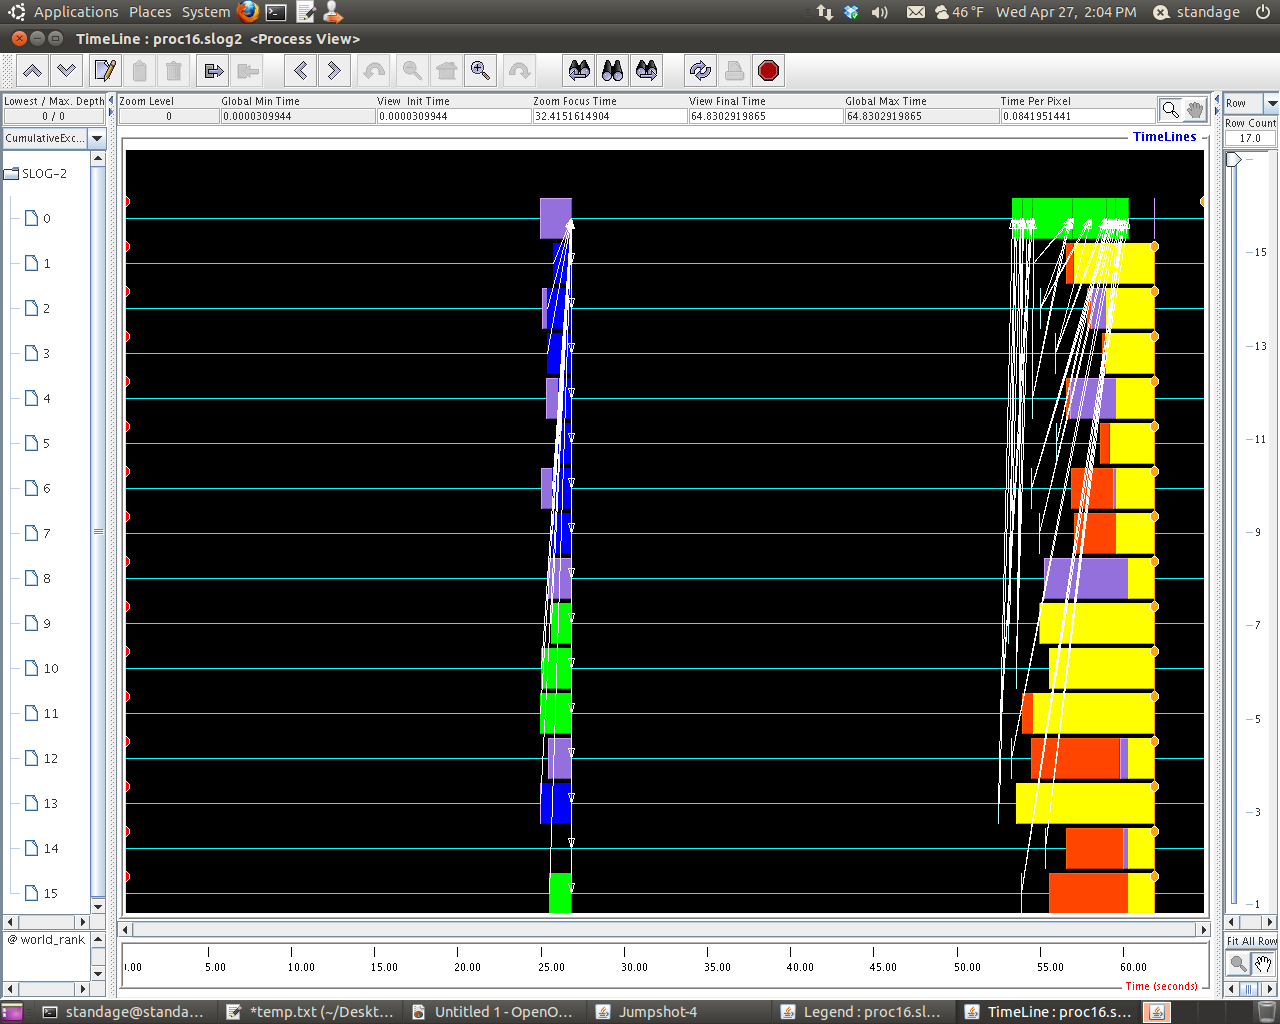 Applications Places System 46 °F Wed Apr 27, 2:04 PM standage
TimeLine : proc16.slog2 <Process View>
Lowest / Max. Depth Zoom Level Global Min Time View Init Time Zoom Focus Time View Final Time Global Max Time Time Per Pixel Row
0 / 0 0 0.0000309944 0.0000309944 32.4151614904 64.8302919865 64.8302919865 0.0841951441 Row Count
CumulativeExc... TimeLines 17.0
SLOG-2
0
1 15
2
3 13
4
5 11
6
7 9
8
9 7
10
11 5
12
13 3
14
15 1
@ world_rank Fit All Row
1.00 5.00 10.00 15.00 20.00 25.00 30.00 35.00 40.00 45.00 50.00 55.00 60.00
Time (seconds)
standage@standa... *temp.txt (~/Deskt... Untitled 1 - OpenO... Jumpshot-4 Legend : proc16.sl... TimeLine : proc16.s...